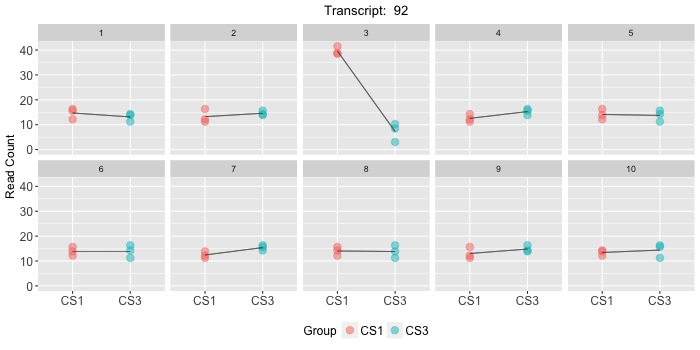 Transcript:  92
1 2 3 4 5
40
30
20
10
0
6 7 8 9 10
40
30
20
10
0
Read Count
CS1 CS3 CS1 CS3 CS1 CS3 CS1 CS3 CS1 CS3
Group CS1 CS3